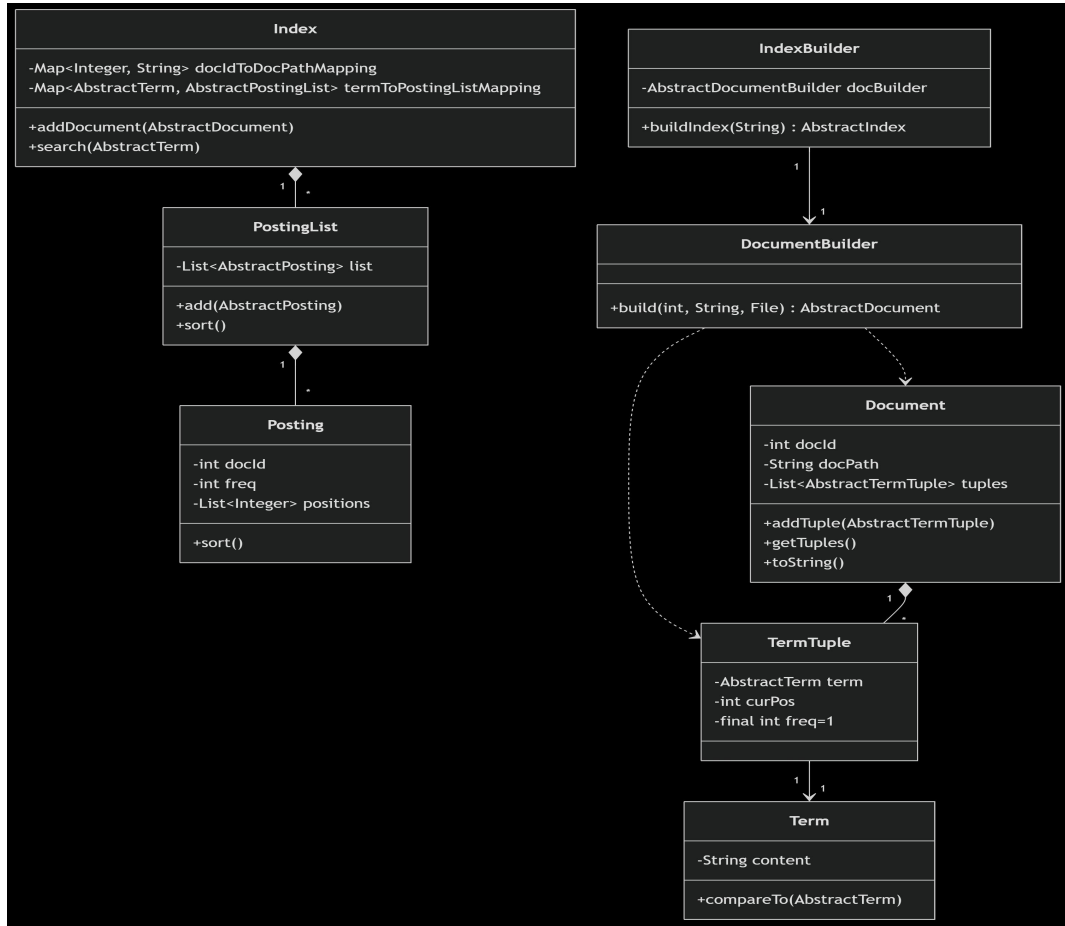 Index
-Map<Integer, String> docIdToDocPathMapping
-Map<AbstractTerm, AbstractPostingList> termToPostingListMapping
+addDocument(AbstractDocument)
+search(AbstractTerm)
1
*
PostingList
-List<AbstractPosting> list
+add(AbstractPosting)
+sort()
1
*
Posting
-int docId
-int freq
-List<Integer> positions
+sort()
IndexBuilder
-AbstractDocumentBuilder docBuilder
+buildIndex(String) : AbstractIndex
1
1
DocumentBuilder
+build(int, String, File) : AbstractDocument
Document
-int docId
-String docPath
-List<AbstractTermTuple> tuples
+addTuple(AbstractTermTuple)
+getTuples()
+toString()
1
*
TermTuple
-AbstractTerm term
-int curPos
-final int freq=1
1
1
Term
-String content
+compareTo(AbstractTerm)